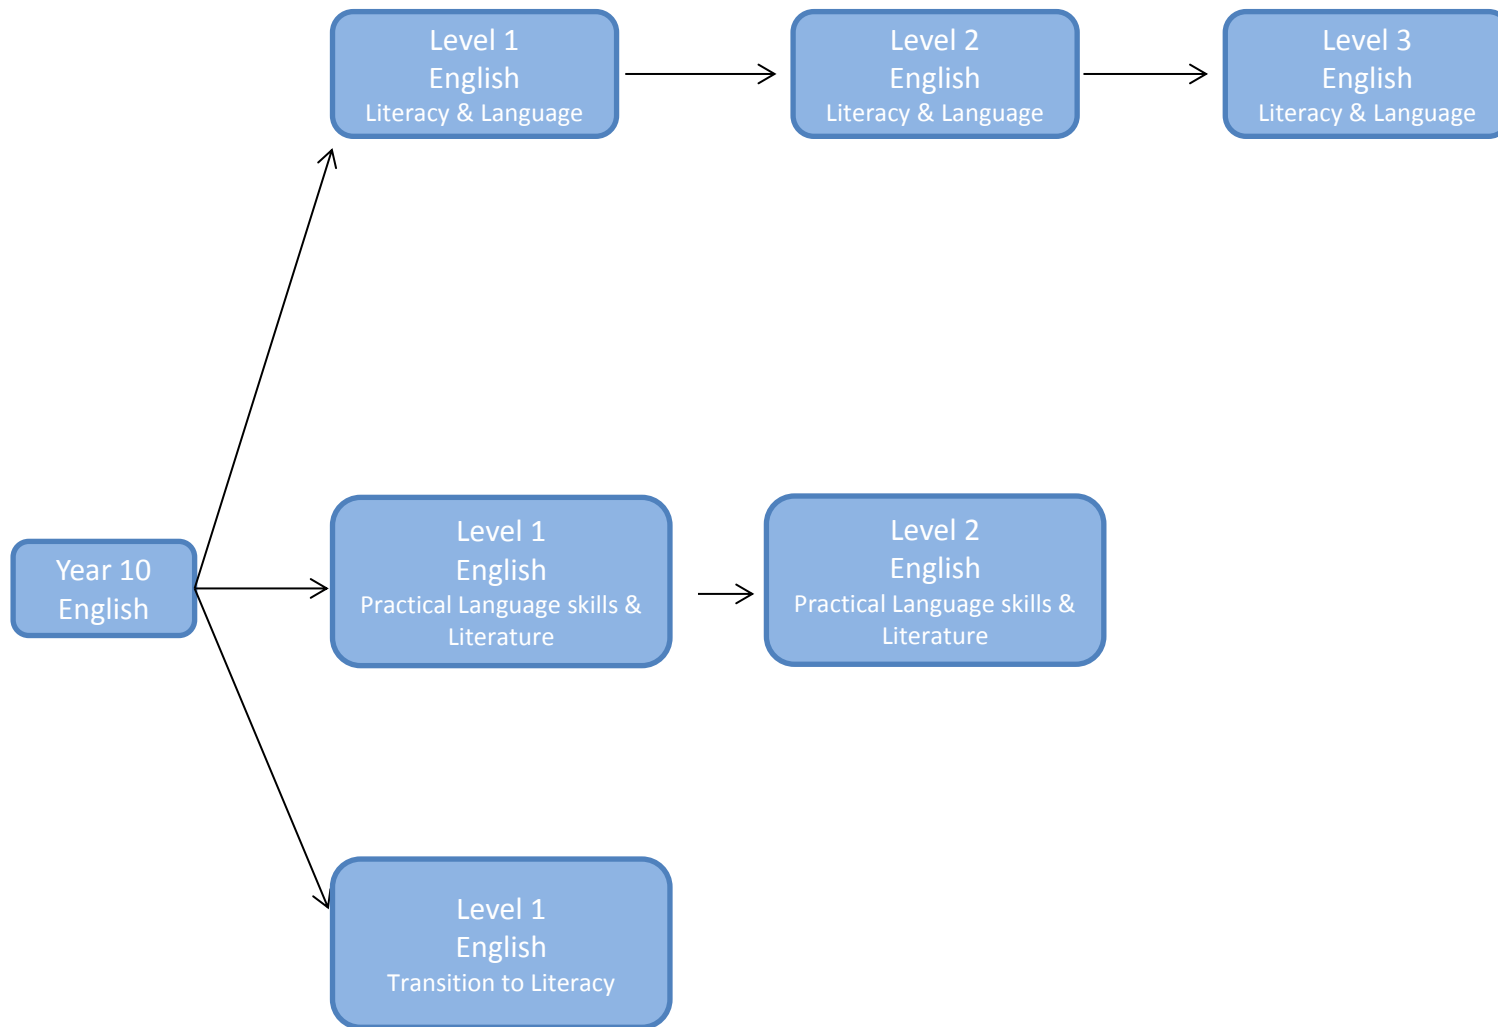 Level 1
English
Literacy & Language
Level 2
English
Literacy & Language
Level 3
English
Literacy & Language
Year 10
English
Level 1
English
Practical Language skills &
Literature
Level 2
English
Practical Language skills &
Literature
Level 1
English
Transition to Literacy